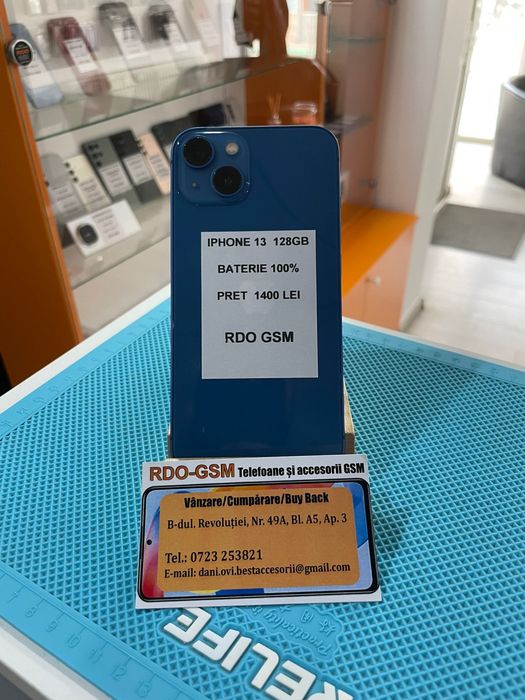 IPHONE 13 128GB
BATERIE 100%
PRET 1400 LEI
RDO GSM
RDO-GSM Telefoane și accesorii GSM
Vânzare/Cumpărare/Buy Back
B-dul. Revoluției, Nr. 49A, Bl. A5, Ap. 3
Tel.: 0723 253821
E-mail: dani.ovi.bestaccesorii@gmail.com
RELIFE